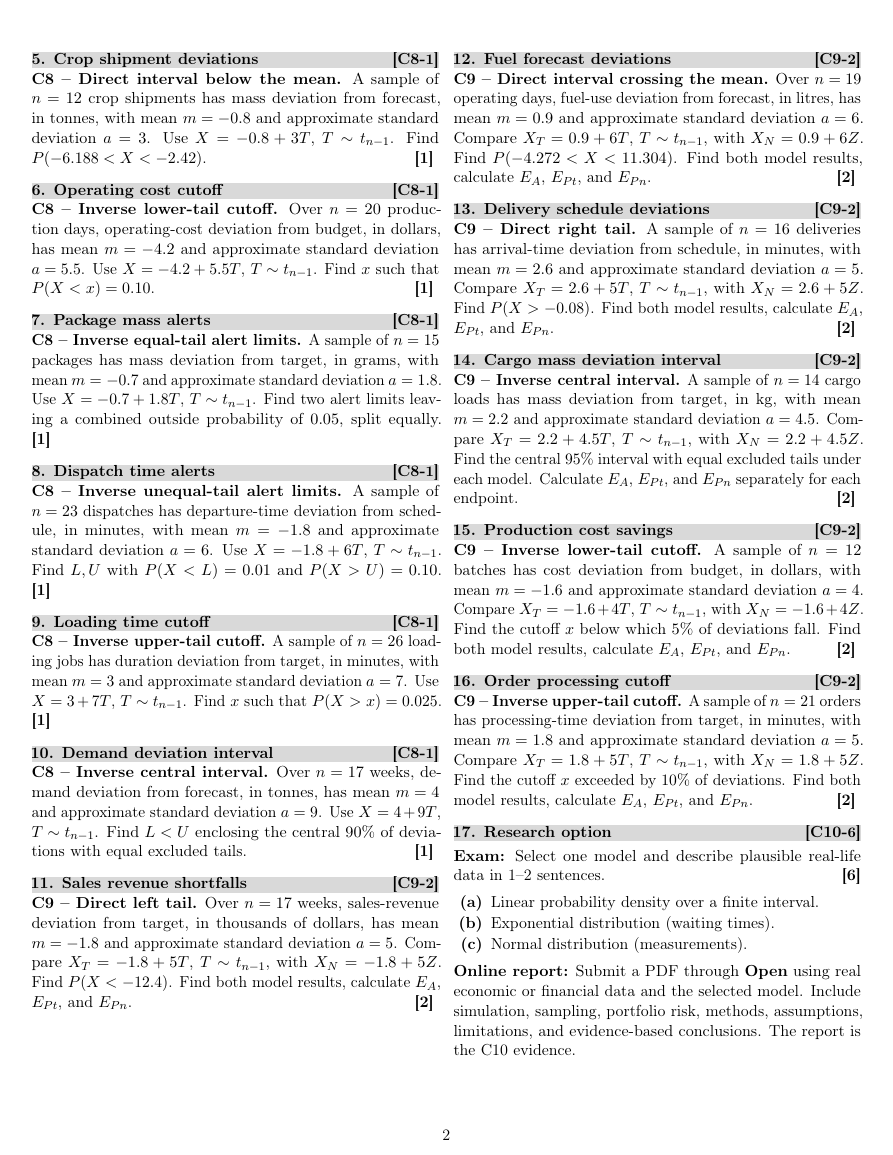 5. Crop shipment deviations [C8-1]
C8 – Direct interval below the mean. A sample of
n = 12 crop shipments has mass deviation from forecast,
in tonnes, with mean m = −0.8 and approximate standard
deviation a = 3. Use X = −0.8 + 3T, T ∼ tₙ₋₁. Find
P(−6.188 < X < −2.42). [1]
6. Operating cost cutoff [C8-1]
C8 – Inverse lower-tail cutoff. Over n = 20 produc-
tion days, operating-cost deviation from budget, in dollars,
has mean m = −4.2 and approximate standard deviation
a = 5.5. Use X = −4.2 + 5.5T, T ∼ tₙ₋₁. Find x such that
P(X < x) = 0.10. [1]
7. Package mass alerts [C8-1]
C8 – Inverse equal-tail alert limits. A sample of n = 15
packages has mass deviation from target, in grams, with
mean m = −0.7 and approximate standard deviation a = 1.8.
Use X = −0.7 + 1.8T, T ∼ tₙ₋₁. Find two alert limits leav-
ing a combined outside probability of 0.05, split equally.
[1]
8. Dispatch time alerts [C8-1]
C8 – Inverse unequal-tail alert limits. A sample of
n = 23 dispatches has departure-time deviation from sched-
ule, in minutes, with mean m = −1.8 and approximate
standard deviation a = 6. Use X = −1.8 + 6T, T ∼ tₙ₋₁.
Find L, U with P(X < L) = 0.01 and P(X > U) = 0.10.
[1]
9. Loading time cutoff [C8-1]
C8 – Inverse upper-tail cutoff. A sample of n = 26 load-
ing jobs has duration deviation from target, in minutes, with
mean m = 3 and approximate standard deviation a = 7. Use
X = 3 + 7T, T ∼ tₙ₋₁. Find x such that P(X > x) = 0.025.
[1]
10. Demand deviation interval [C8-1]
C8 – Inverse central interval. Over n = 17 weeks, de-
mand deviation from forecast, in tonnes, has mean m = 4
and approximate standard deviation a = 9. Use X = 4 + 9T,
T ∼ tₙ₋₁. Find L < U enclosing the central 90% of devia-
tions with equal excluded tails. [1]
11. Sales revenue shortfalls [C9-2]
C9 – Direct left tail. Over n = 17 weeks, sales-revenue
deviation from target, in thousands of dollars, has mean
m = −1.8 and approximate standard deviation a = 5. Com-
pare X_T = −1.8 + 5T, T ∼ tₙ₋₁, with X_N = −1.8 + 5Z.
Find P(X < −12.4). Find both model results, calculate E_A,
E_Pt, and E_Pn. [2]
12. Fuel forecast deviations [C9-2]
C9 – Direct interval crossing the mean. Over n = 19
operating days, fuel-use deviation from forecast, in litres, has
mean m = 0.9 and approximate standard deviation a = 6.
Compare X_T = 0.9 + 6T, T ∼ tₙ₋₁, with X_N = 0.9 + 6Z.
Find P(−4.272 < X < 11.304). Find both model results,
calculate E_A, E_Pt, and E_Pn. [2]
13. Delivery schedule deviations [C9-2]
C9 – Direct right tail. A sample of n = 16 deliveries
has arrival-time deviation from schedule, in minutes, with
mean m = 2.6 and approximate standard deviation a = 5.
Compare X_T = 2.6 + 5T, T ∼ tₙ₋₁, with X_N = 2.6 + 5Z.
Find P(X > −0.08). Find both model results, calculate E_A,
E_Pt, and E_Pn. [2]
14. Cargo mass deviation interval [C9-2]
C9 – Inverse central interval. A sample of n = 14 cargo
loads has mass deviation from target, in kg, with mean
m = 2.2 and approximate standard deviation a = 4.5. Com-
pare X_T = 2.2 + 4.5T, T ∼ tₙ₋₁, with X_N = 2.2 + 4.5Z.
Find the central 95% interval with equal excluded tails under
each model. Calculate E_A, E_Pt, and E_Pn separately for each
endpoint. [2]
15. Production cost savings [C9-2]
C9 – Inverse lower-tail cutoff. A sample of n = 12
batches has cost deviation from budget, in dollars, with
mean m = −1.6 and approximate standard deviation a = 4.
Compare X_T = −1.6 + 4T, T ∼ tₙ₋₁, with X_N = −1.6 + 4Z.
Find the cutoff x below which 5% of deviations fall. Find
both model results, calculate E_A, E_Pt, and E_Pn. [2]
16. Order processing cutoff [C9-2]
C9 – Inverse upper-tail cutoff. A sample of n = 21 orders
has processing-time deviation from target, in minutes, with
mean m = 1.8 and approximate standard deviation a = 5.
Compare X_T = 1.8 + 5T, T ∼ tₙ₋₁, with X_N = 1.8 + 5Z.
Find the cutoff x exceeded by 10% of deviations. Find both
model results, calculate E_A, E_Pt, and E_Pn. [2]
17. Research option [C10-6]
Exam: Select one model and describe plausible real-life
data in 1–2 sentences. [6]
(a) Linear probability density over a finite interval.
(b) Exponential distribution (waiting times).
(c) Normal distribution (measurements).
Online report: Submit a PDF through Open using real
economic or financial data and the selected model. Include
simulation, sampling, portfolio risk, methods, assumptions,
limitations, and evidence-based conclusions. The report is
the C10 evidence.
2